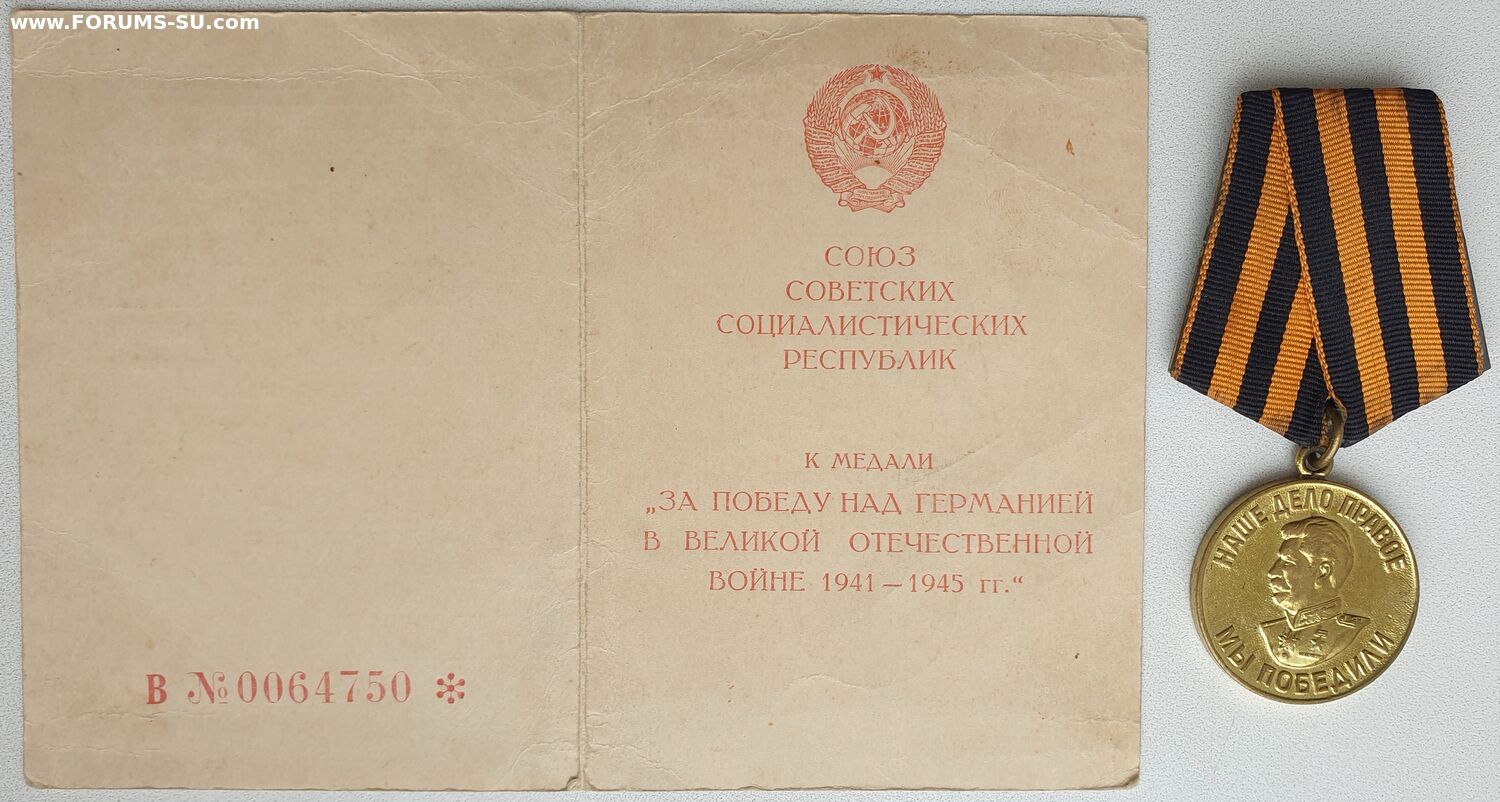 www.FORUMS-SU.com
СОЮЗ
СОВЕТСКИХ
СОЦИАЛИСТИЧЕСКИХ
РЕСПУБЛИК
К МЕДАЛИ
„ЗА ПОБЕДУ НАД ГЕРМАНИЕЙ
В ВЕЛИКОЙ ОТЕЧЕСТВЕННОЙ
ВОЙНЕ 1941—1945 гг.“
В №0064750 *
НАШЕ ДЕЛО ПРАВОЕ
МЫ ПОБЕДИЛИ